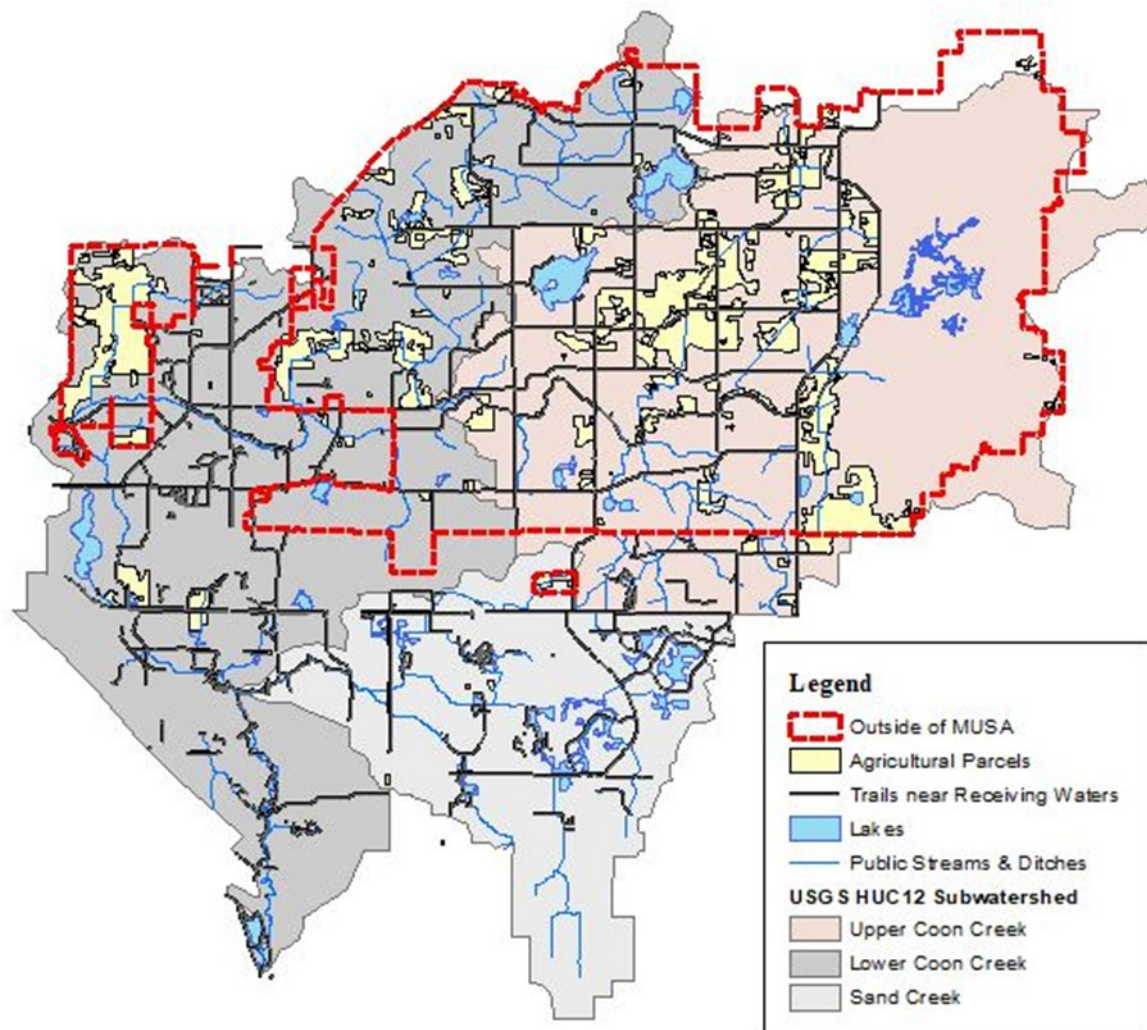 Legend
Outside of MUSA
Agricultural Parcels
Trails near Receiving Waters
Lakes
Public Streams & Ditches
USGS HUC12 Subwatershed
Upper Coon Creek
Lower Coon Creek
Sand Creek